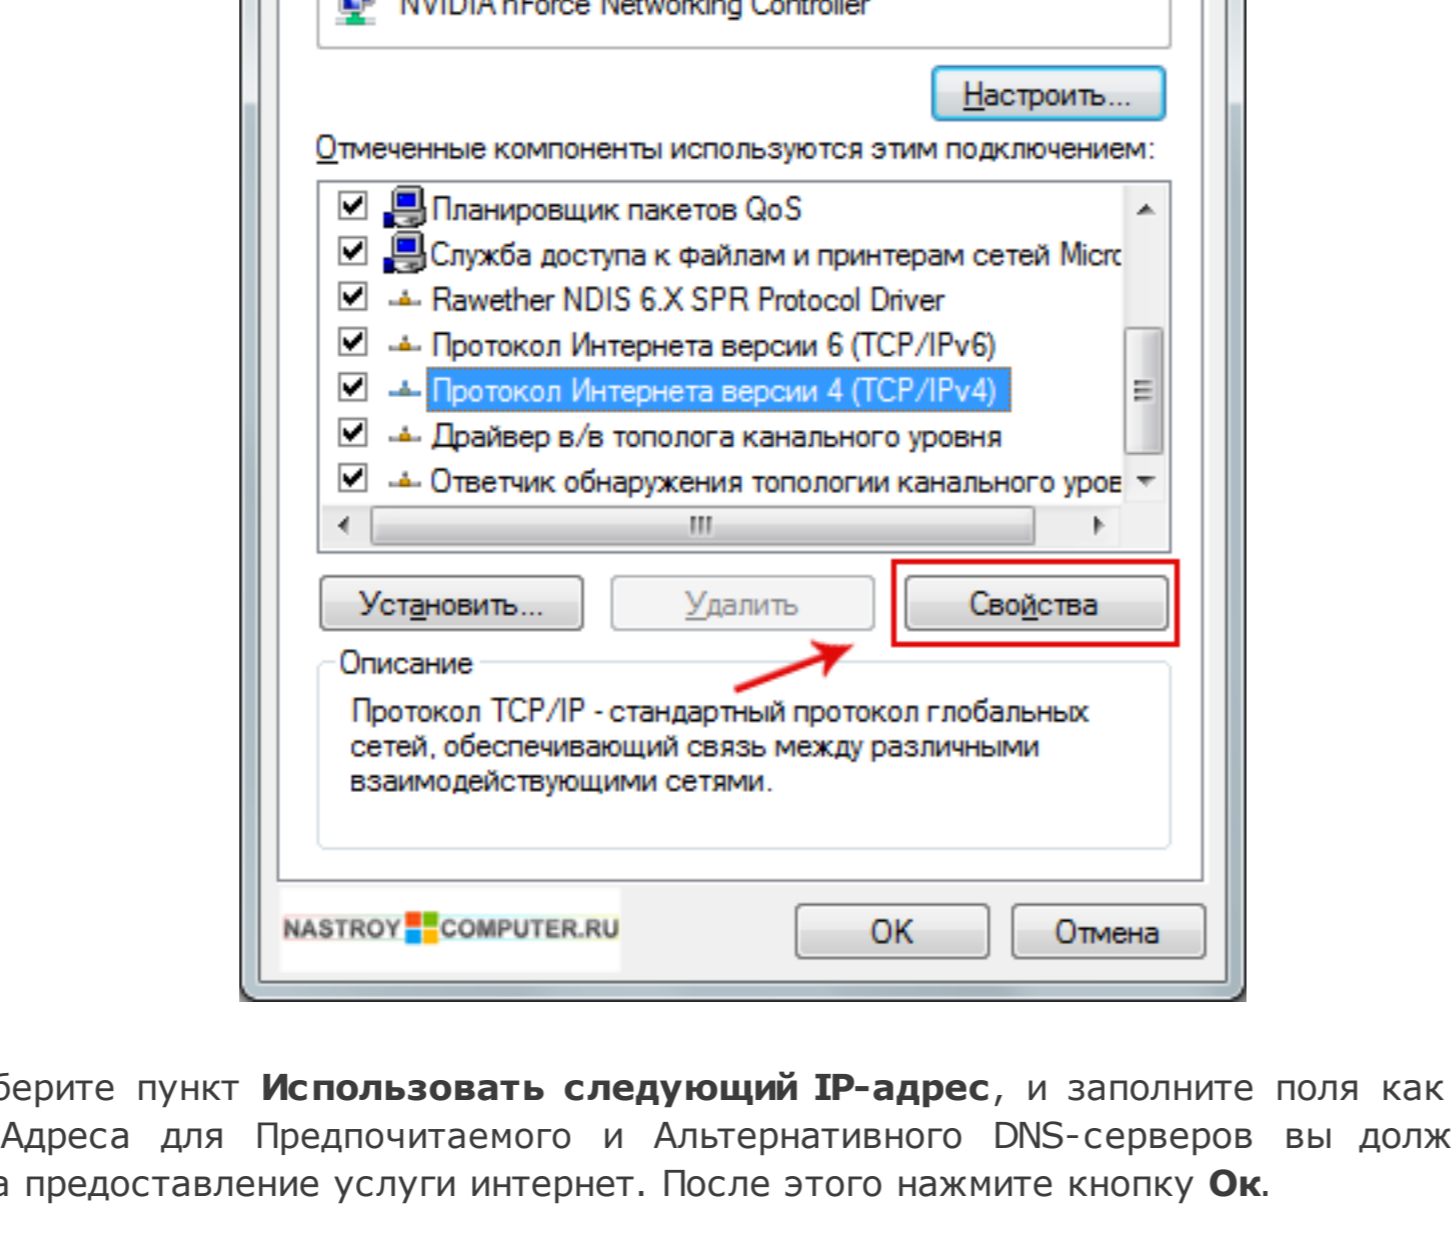 NVIDIA nForce Networking Controller
Настроить...
Отмеченные компоненты используются этим подключением:
Планировщик пакетов QoS
Служба доступа к файлам и принтерам сетей Micro
Rawether NDIS 6.X SPR Protocol Driver
Протокол Интернета версии 6 (TCP/IPv6)
Протокол Интернета версии 4 (TCP/IPv4)
Драйвер в/в тополога канального уровня
Ответчик обнаружения топологии канального уров
Установить...
Удалить
Свойства
Описание
Протокол TCP/IP - стандартный протокол глобальных
сетей, обеспечивающий связь между различными
взаимодействующими сетями.
NASTROY COMPUTER.RU
OK
Отмена
берите пункт Использовать следующий IP-адрес, и заполните поля как
Адреса для Предпочитаемого и Альтернативного DNS-серверов вы долж
а предоставление услуги интернет. После этого нажмите кнопку Ок.